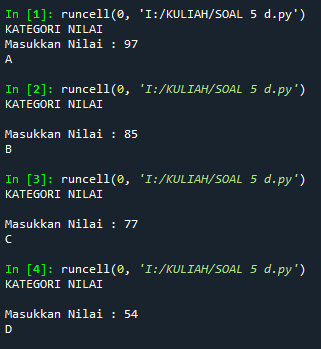 In [1]: runcell(0, 'I:/KULIAH/SOAL 5 d.py')
KATEGORI NILAI
Masukkan Nilai : 97
A
In [2]: runcell(0, 'I:/KULIAH/SOAL 5 d.py')
KATEGORI NILAI
Masukkan Nilai : 85
B
In [3]: runcell(0, 'I:/KULIAH/SOAL 5 d.py')
KATEGORI NILAI
Masukkan Nilai : 77
C
In [4]: runcell(0, 'I:/KULIAH/SOAL 5 d.py')
KATEGORI NILAI
Masukkan Nilai : 54
D